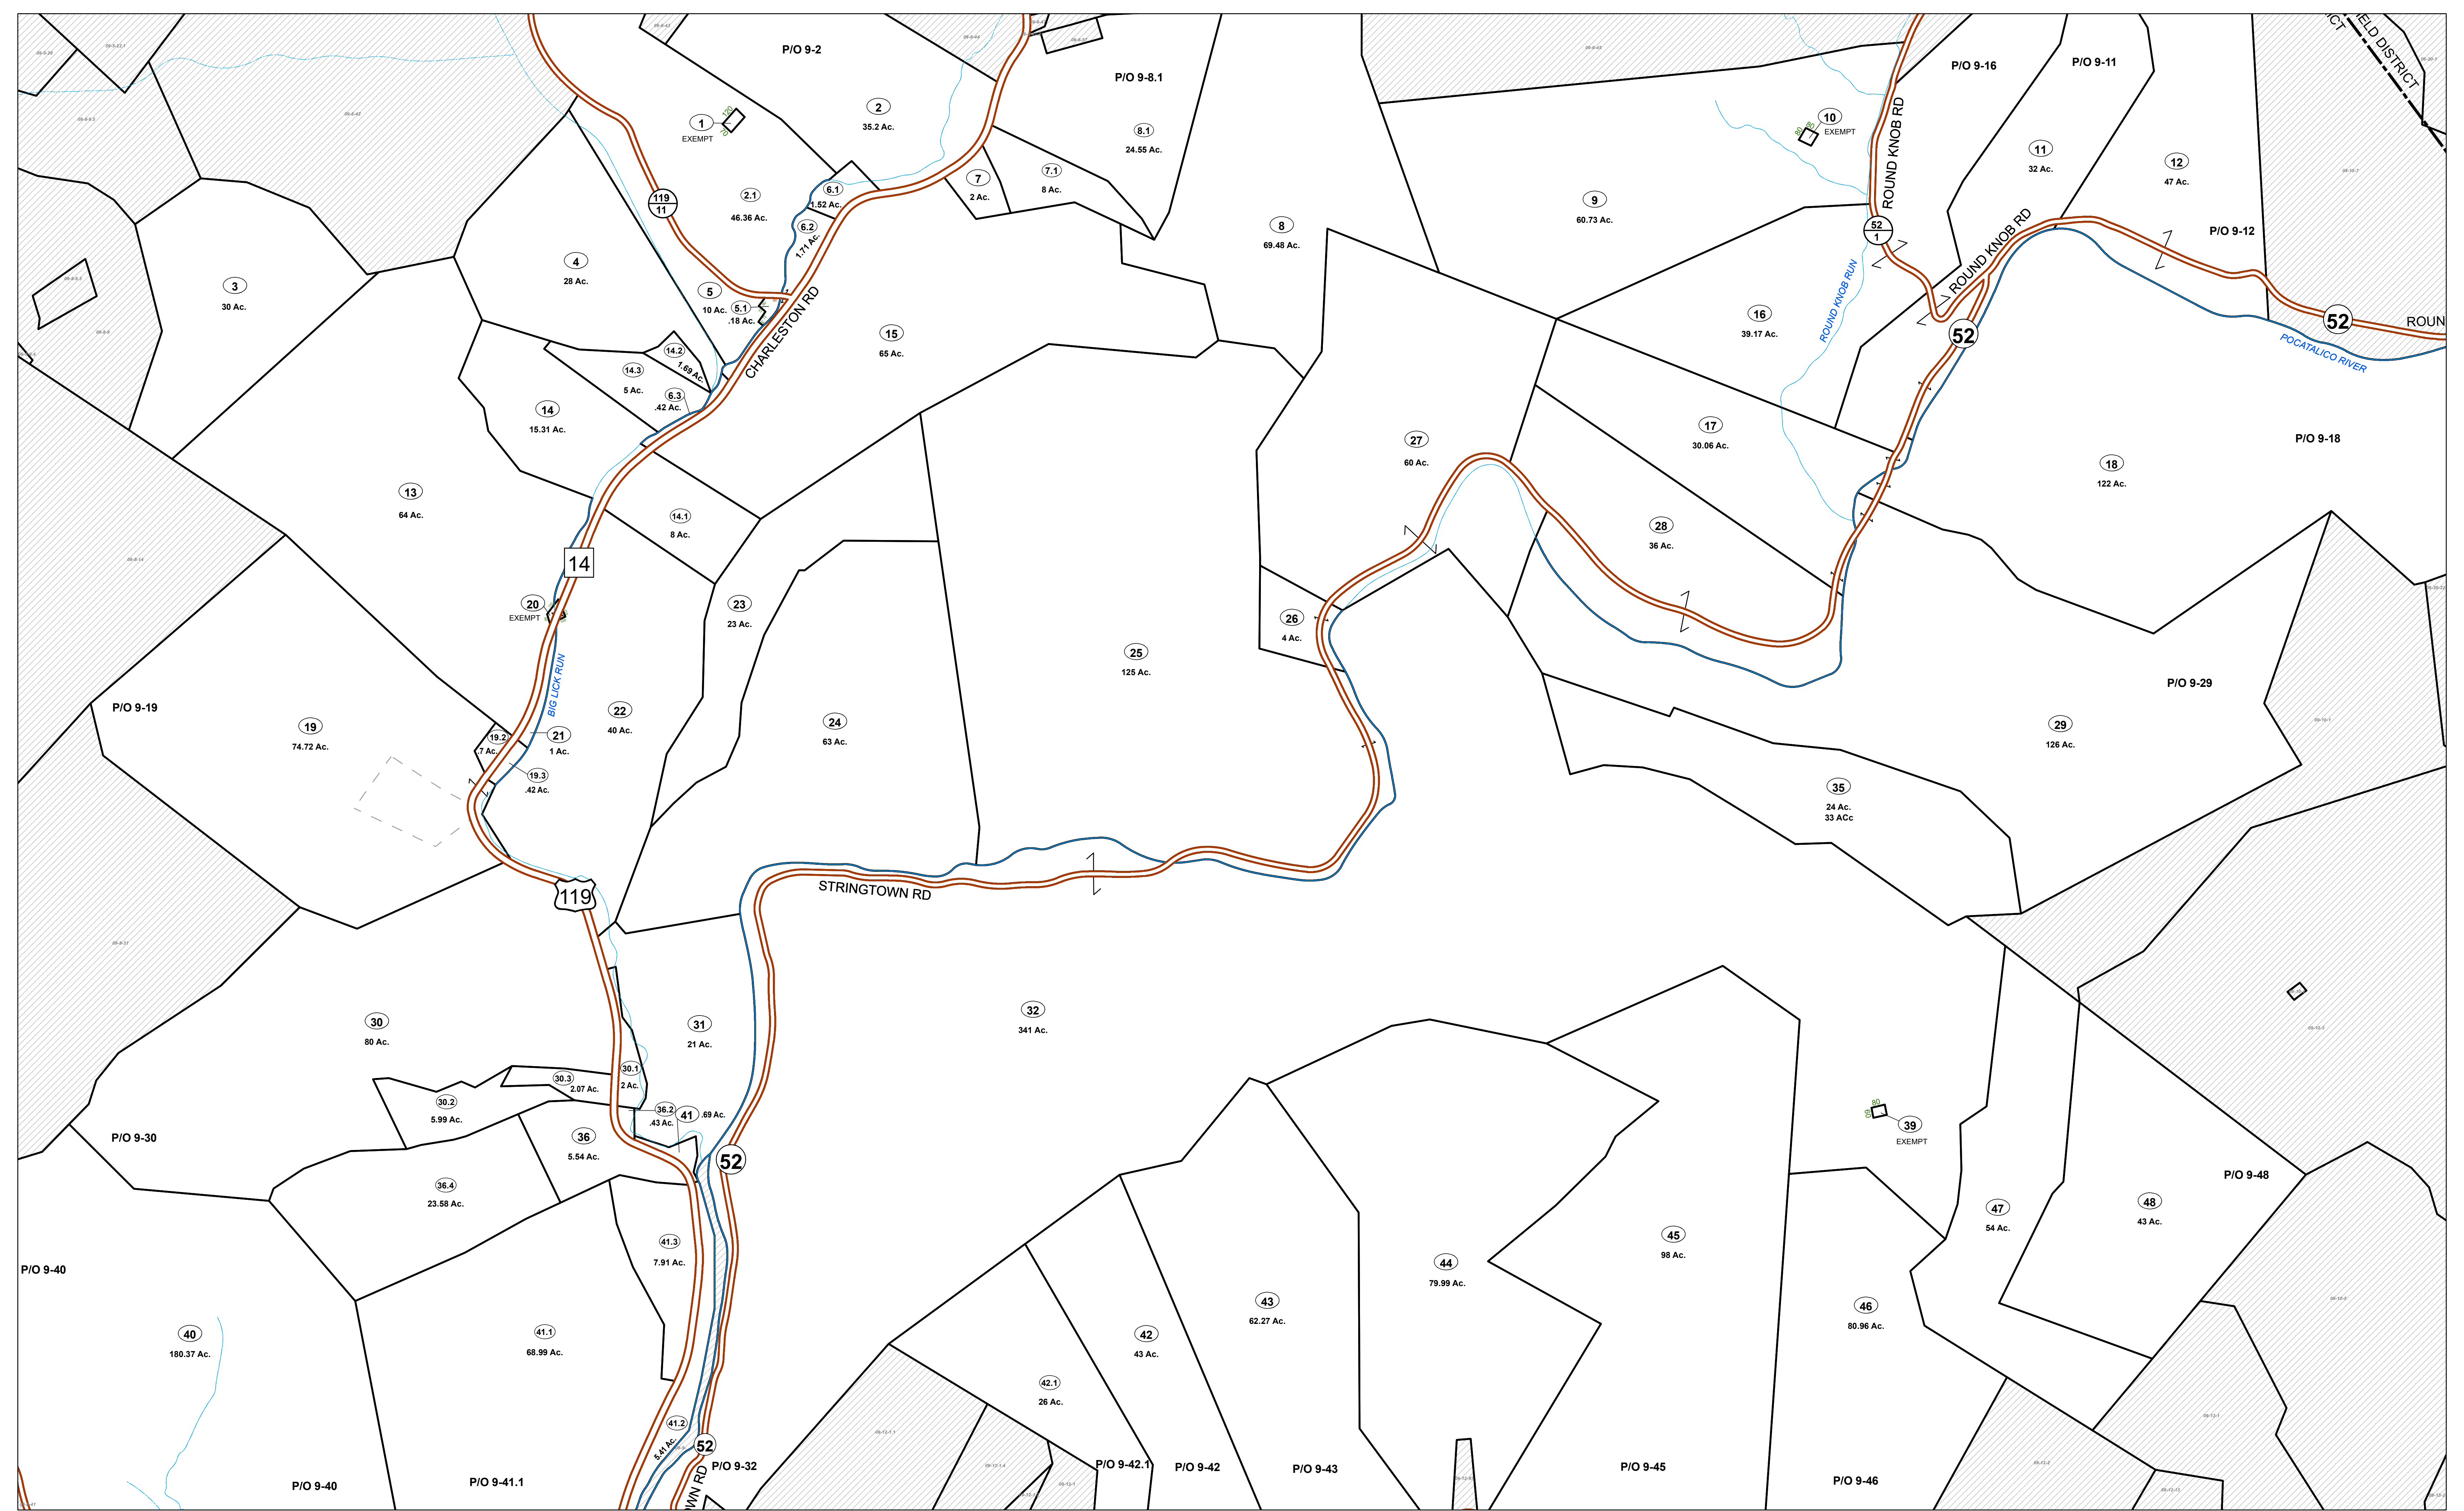 P/O 9-2
2
35.2 Ac.
1
EXEMPT
120
70
P/O 9-8.1
8.1
24.55 Ac.
7
2 Ac.
7.1
8 Ac.
P/O 9-16
P/O 9-11
10
EXEMPT
80
ROUND KNOB RD
11
32 Ac.
12
47 Ac.
P/O 9-12
FIELD DISTRICT
119
11
2.1
46.36 Ac.
6.1
1.52 Ac.
6.2
1.71 Ac.
8
69.48 Ac.
9
60.73 Ac.
52
1
ROUND KNOB RD
3
30 Ac.
4
28 Ac.
5
10 Ac.
5.1
.18 Ac.
CHARLESTON RD
15
65 Ac.
16
39.17 Ac.
ROUND KNOB RUN
52
52
ROUN
POCATALICO RIVER
14.2
1.69 Ac.
14.3
5 Ac.
6.3
.42 Ac.
14
15.31 Ac.
27
60 Ac.
17
30.06 Ac.
P/O 9-18
18
122 Ac.
13
64 Ac.
14.1
8 Ac.
28
36 Ac.
14
20
EXEMPT
23
23 Ac.
26
4 Ac.
25
125 Ac.
BIG LICK RUN
P/O 9-19
19
74.72 Ac.
19.2
.7 Ac.
21
1 Ac.
22
40 Ac.
24
63 Ac.
P/O 9-29
29
126 Ac.
19.3
.42 Ac.
35
24 Ac.
33 ACc
119
STRINGTOWN RD
30
80 Ac.
31
21 Ac.
32
341 Ac.
30.3
2.07 Ac.
30.1
2 Ac.
30.2
5.99 Ac.
36.2
.43 Ac.
41
.69 Ac.
80
60
39
EXEMPT
P/O 9-30
36
5.54 Ac.
52
36.4
23.58 Ac.
P/O 9-48
47
54 Ac.
48
43 Ac.
41.3
7.91 Ac.
45
98 Ac.
P/O 9-40
44
79.99 Ac.
40
180.37 Ac.
41.1
68.99 Ac.
43
62.27 Ac.
42
43 Ac.
46
80.96 Ac.
42.1
26 Ac.
41.2
5.41 Ac.
52
P/O 9-32
OWN RD
P/O 9-40
P/O 9-41.1
P/O 9-42.1
P/O 9-42
P/O 9-43
P/O 9-45
P/O 9-46